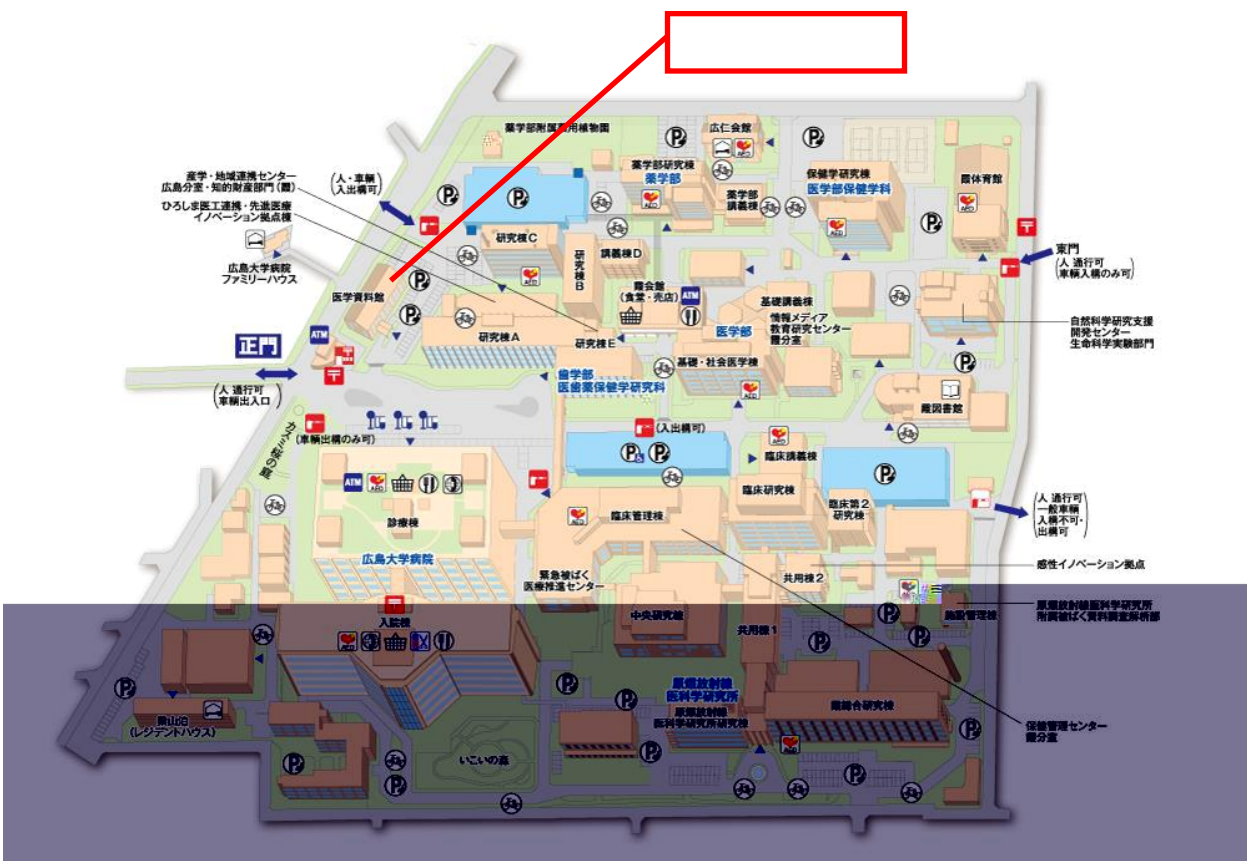 薬学部附属薬用植物園
広仁会館
AED
薬学部研究棟
薬学部
AED
保健学研究棟
医学部保健学科
AED
霞体育館
AED
薬学部
講義棟
産学・地域連携センター
広島分室・知的財産部門(霞)
ひろしま医工連携・先進医療
イノベーション拠点棟
(人・車輌
入出構可)
広島大学病院
ファミリーハウス
医学資料館
研究棟C
AED
研究棟B
講義棟D
霞会館
(食堂・売店)
ATM
研究棟A
研究棟E
医学部
基礎講義棟
情報メディア
教育研究センター
霞分室
基礎・社会医学棟
AED
歯学部
医歯薬保健学研究科
東門
(人 通行可
車輌入構のみ可)
自然科学研究支援
開発センター
生命科学実験部門
霞図書館
正門
ATM
(人 通行可
車輌出入口)
(車輌出構のみ可)
カスミ桜の庭
(入出構可)
AED
臨床講義棟
臨床研究棟
臨床第2
研究棟
(人 通行可
一般車輌
入構不可・
出構可)
ATM
AED
診療棟
広島大学病院
AED
臨床管理棟
緊急被ばく
医療推進センター
共用棟2
感性イノベーション拠点
原爆放射線医科学研究所
附属被ばく資料調査解析部
施設管理棟
入院棟
AED
中央研究棟
共用棟1
原爆放射線
医科学研究所
原爆放射線
医科学研究所研究棟
霞総合研究棟
AED
保健管理センター
霞分室
(レジデントハウス)
いこいの森